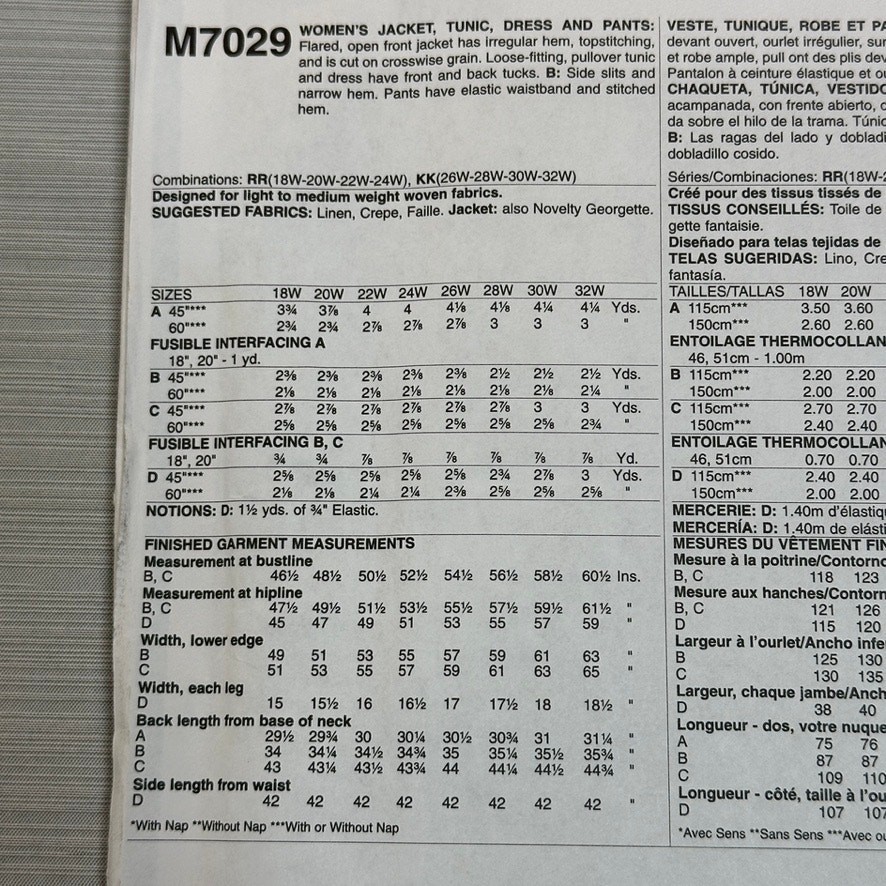 M7029
WOMEN'S JACKET, TUNIC, DRESS AND PANTS:
Flared, open front jacket has irregular hem, topstitching,
and is cut on crosswise grain. Loose-fitting, pullover tunic
and dress have front and back tucks. B: Side slits and
narrow hem. Pants have elastic waistband and stitched
hem.
Combinations: RR(18W-20W-22W-24W), KK(26W-28W-30W-32W)
Designed for light to medium weight woven fabrics.
SUGGESTED FABRICS: Linen, Crepe, Faille. Jacket: also Novelty Georgette.
SIZES 18W 20W 22W 24W 26W 28W 30W 32W
A 45"*** 3¾ 3⅞ 4 4 4⅛ 4⅛ 4¼ 4¼ Yds.
60"*** 2¾ 2¾ 2⅞ 2⅞ 2⅞ 3 3 3 "
FUSIBLE INTERFACING A
18", 20" - 1 yd.
B 45"*** 2⅜ 2⅜ 2⅜ 2⅜ 2⅜ 2½ 2½ 2½ Yds.
60"*** 2⅛ 2⅛ 2⅛ 2⅛ 2⅛ 2⅛ 2⅛ 2¼ "
C 45"*** 2⅞ 2⅞ 2⅞ 2⅞ 2⅞ 2⅞ 3 3 Yds.
60"*** 2⅝ 2⅝ 2⅝ 2⅝ 2⅝ 2⅝ 2⅝ 2¾ "
FUSIBLE INTERFACING B, C
18", 20" ¾ ¾ ⅞ ⅞ ⅞ ⅞ ⅞ ⅞ Yd.
D 45"*** 2⅝ 2⅝ 2⅝ 2⅝ 2⅝ 2¾ 2⅞ 3 Yds.
60"*** 2⅛ 2⅛ 2¼ 2¼ 2⅜ 2⅝ 2⅝ 2⅝ "
NOTIONS: D: 1½ yds. of ¾" Elastic.
FINISHED GARMENT MEASUREMENTS
Measurement at bustline
B, C 46½ 48½ 50½ 52½ 54½ 56½ 58½ 60½ Ins.
Measurement at hipline
B, C 47½ 49½ 51½ 53½ 55½ 57½ 59½ 61½ "
D 45 47 49 51 53 55 57 59 "
Width, lower edge
B 49 51 53 55 57 59 61 63 "
C 51 53 55 57 59 61 63 65 "
Width, each leg
D 15 15½ 16 16½ 17 17½ 18 18½ "
Back length from base of neck
A 29½ 29¾ 30 30¼ 30½ 30¾ 31 31¼ "
B 34 34¼ 34½ 34¾ 35 35¼ 35½ 35¾ "
C 43 43¼ 43½ 43¾ 44 44¼ 44½ 44¾ "
Side length from waist
D 42 42 42 42 42 42 42 42 "
*With Nap **Without Nap ***With or Without Nap
VESTE, TUNIQUE, ROBE ET PA
devant ouvert, ourlet irrégulier, sur
et robe ample, pull ont des plis dev
Pantalon à ceinture élastique et ou
CHAQUETA, TÚNICA, VESTIDO
acampanada, con frente abierto, d
da sobre el hilo de la trama. Túnic
B: Las ragas del lado y dobladi
dobladillo cosido.
Séries/Combinaciones: RR(18W-2
Créé pour des tissus tissés de
TISSUS CONSEILLÉS: Toile de
gette fantaisie.
Diseñado para telas tejidas de
TELAS SUGERIDAS: Lino, Cre
fantasía.
TAILLES/TALLAS 18W 20W
A 115cm*** 3.50 3.60
150cm*** 2.60 2.60
ENTOILAGE THERMOCOLLAN
46, 51cm - 1.00m
B 115cm*** 2.20 2.20
150cm*** 2.00 2.00
C 115cm*** 2.70 2.70
150cm*** 2.40 2.40
ENTOILAGE THERMOCOLLAN
46, 51cm 0.70 0.70
D 115cm*** 2.40 2.40
150cm*** 2.00 2.00
MERCERIE: D: 1.40m d'élastiq
MERCERÍA: D: 1.40m de elásti
MESURES DU VÊTEMENT FIN
Mesure à la poitrine/Contorno
B, C 118 123
Mesure aux hanches/Contorn
B, C 121 126
D 115 120
Largeur à l'ourlet/Ancho infe
B 125 130
C 130 135
Largeur, chaque jambe/Anch
D 38 40
Longueur - dos, votre nuque
A 75 76
B 87 87
C 109 110
Longueur - côté, taille à l'ou
D 107 107
*Avec Sens **Sans Sens ***Avec ou